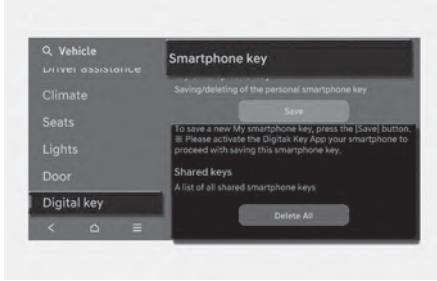 Vehicle
Driver assistance
Climate
Seats
Lights
Door
Digital key
Smartphone key
Saving/deleting of the personal smartphone key
Save
To save a new My smartphone key, press the [Save] button.
※ Please activate the Digitak Key App your smartphone to
proceed with saving this smartphone key.
Shared keys
A list of all shared smartphone keys
Delete All